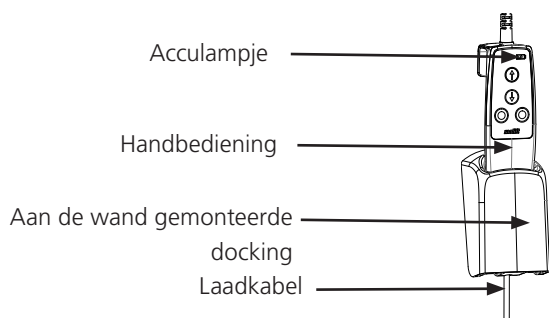 Acculampje
Handbediening
Aan de wand gemonteerde
docking
Laadkabel